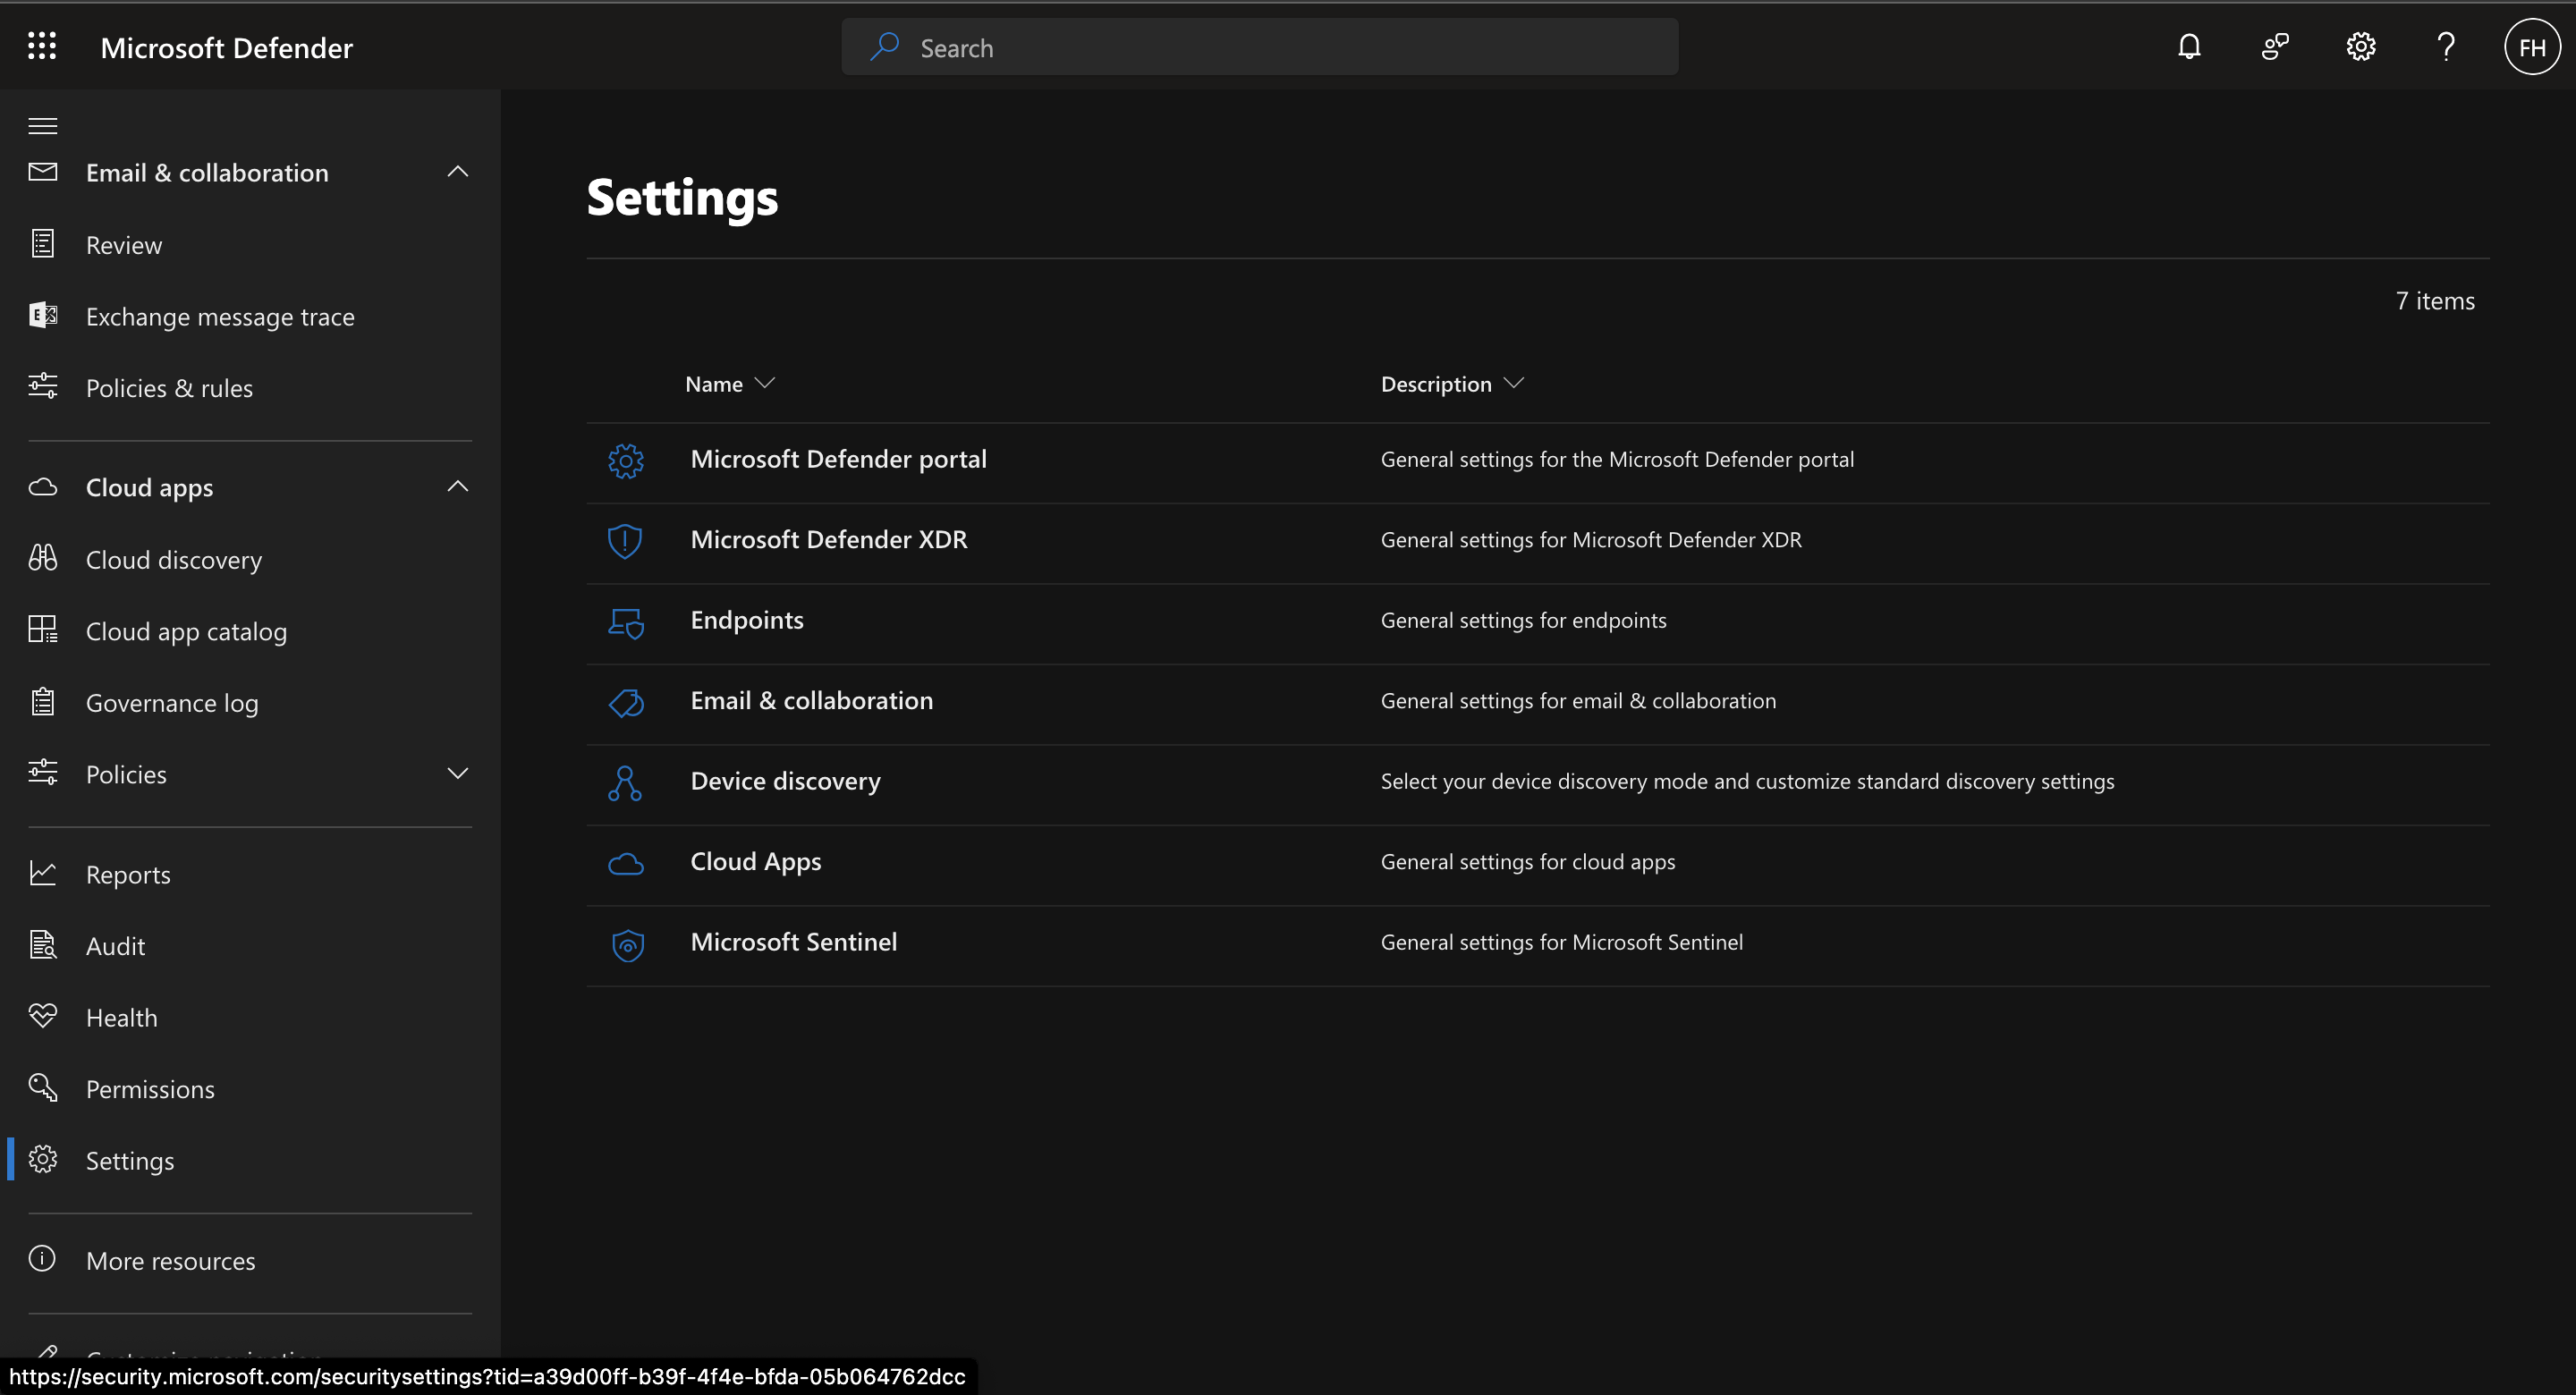 Microsoft Defender
Search
FH
Email & collaboration
Review
Exchange message trace
Policies & rules
Cloud apps
Cloud discovery
Cloud app catalog
Governance log
Policies
Reports
Audit
Health
Permissions
Settings
More resources
Customize navigation
https://security.microsoft.com/securitysettings?tid=a39d00ff-b39f-4f4e-bfda-05b064762dcc
Settings
7 items
Name Description
Microsoft Defender portal General settings for the Microsoft Defender portal
Microsoft Defender XDR General settings for Microsoft Defender XDR
Endpoints General settings for endpoints
Email & collaboration General settings for email & collaboration
Device discovery Select your device discovery mode and customize standard discovery settings
Cloud Apps General settings for cloud apps
Microsoft Sentinel General settings for Microsoft Sentinel